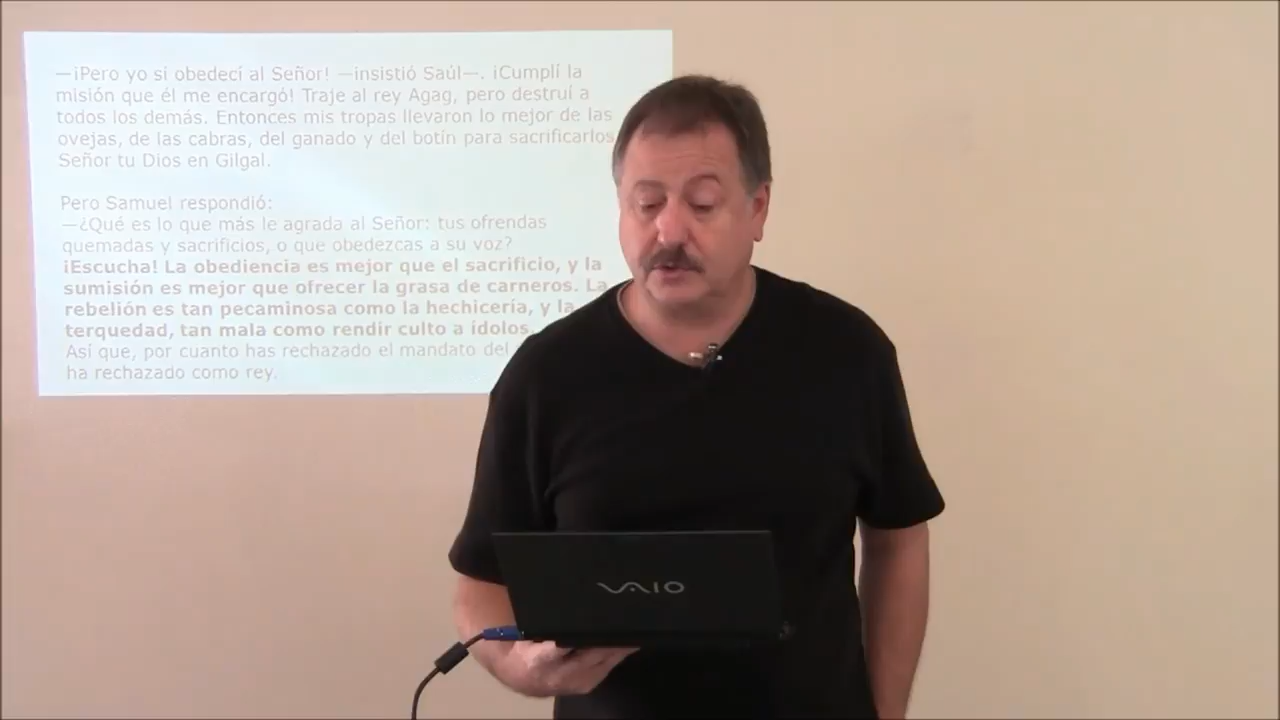 —¡Pero yo si obedecí al Señor! —insistió Saúl—. ¡Cumplí la
misión que él me encargó! Traje al rey Agag, pero destruí a
todos los demás. Entonces mis tropas llevaron lo mejor de las
ovejas, de las cabras, del ganado y del botín para sacrificarlos
Señor tu Dios en Gilgal.
Pero Samuel respondió:
—¿Qué es lo que más le agrada al Señor: tus ofrendas
quemadas y sacrificios, o que obedezcas a su voz?
¡Escucha! La obediencia es mejor que el sacrificio, y la
sumisión es mejor que ofrecer la grasa de carneros. La
rebelión es tan pecaminosa como la hechicería, y la
terquedad, tan mala como rendir culto a ídolos.
Así que, por cuanto has rechazado el mandato del
ha rechazado como rey.
VAIO